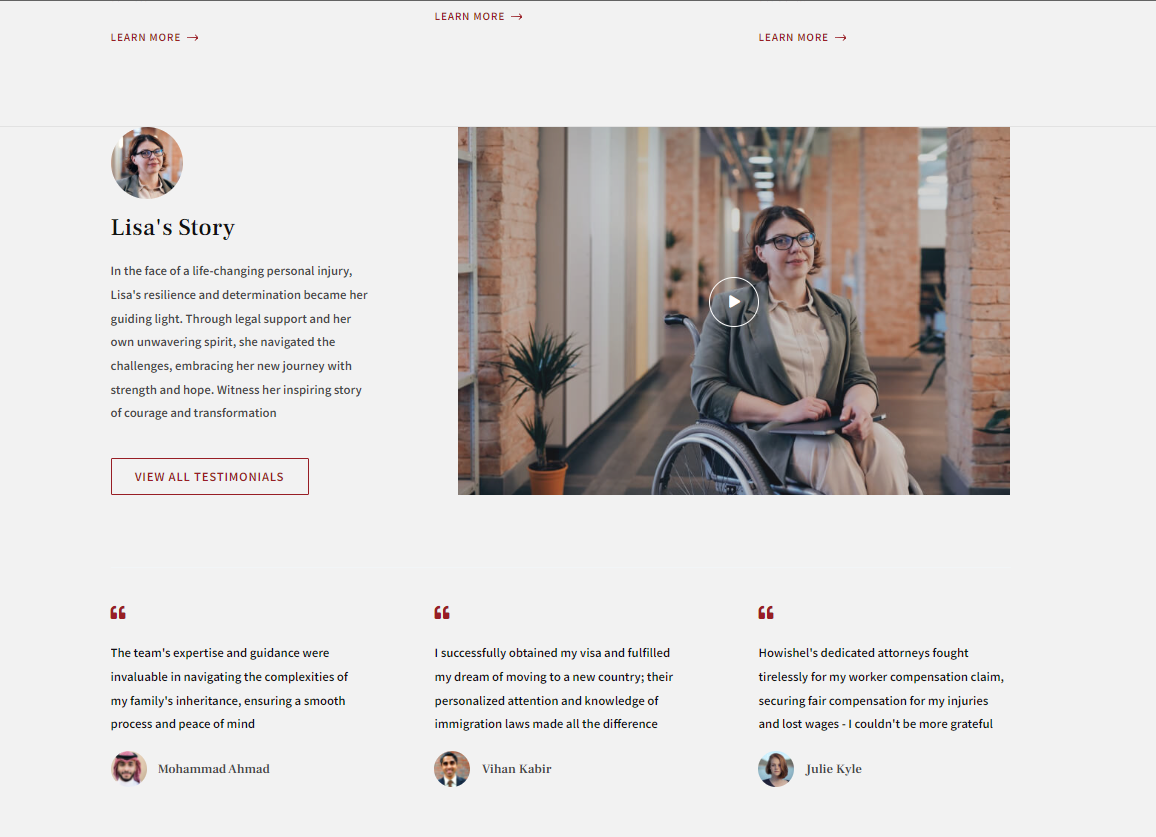 LEARN MORE →
LEARN MORE →
LEARN MORE →
Lisa's Story
In the face of a life-changing personal injury,
Lisa's resilience and determination became her
guiding light. Through legal support and her
own unwavering spirit, she navigated the
challenges, embracing her new journey with
strength and hope. Witness her inspiring story
of courage and transformation
VIEW ALL TESTIMONIALS
“
The team's expertise and guidance were
invaluable in navigating the complexities of
my family's inheritance, ensuring a smooth
process and peace of mind
Mohammad Ahmad
“
I successfully obtained my visa and fulfilled
my dream of moving to a new country; their
personalized attention and knowledge of
immigration laws made all the difference
Vihan Kabir
“
Howishel's dedicated attorneys fought
tirelessly for my worker compensation claim,
securing fair compensation for my injuries
and lost wages - I couldn't be more grateful
Julie Kyle